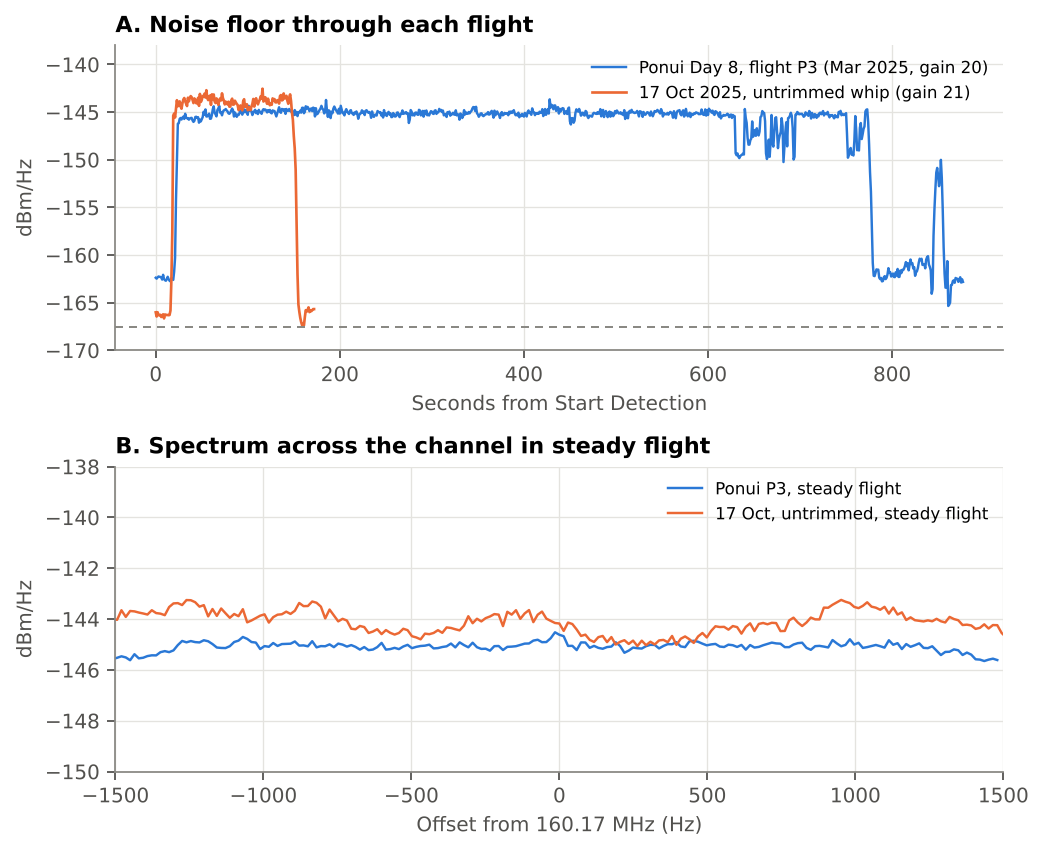 A. Noise floor through each flight
−140
−145
−150
−155
−160
−165
−170
dBm/Hz
Ponui Day 8, flight P3 (Mar 2025, gain 20)
17 Oct 2025, untrimmed whip (gain 21)
0 200 400 600 800
Seconds from Start Detection
B. Spectrum across the channel in steady flight
−138
−140
−142
−144
−146
−148
−150
dBm/Hz
Ponui P3, steady flight
17 Oct, untrimmed, steady flight
−1500 −1000 −500 0 500 1000 1500
Offset from 160.17 MHz (Hz)